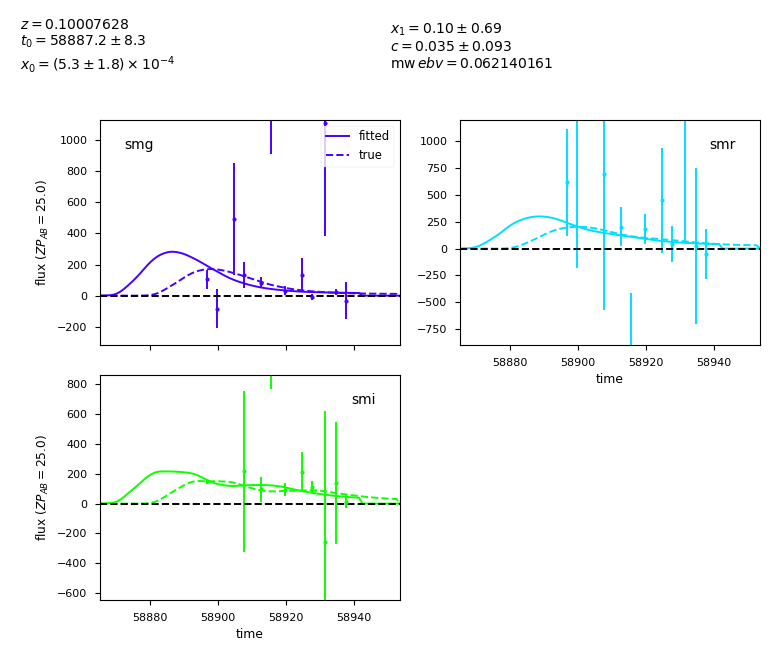 z = 0.10007628
t₀ = 58887.2 ± 8.3
x₀ = (5.3 ± 1.8) × 10⁻⁴
x₁ = 0.10 ± 0.69
c = 0.035 ± 0.093
mw ebv = 0.062140161
smg
fitted
true
1000
800
600
400
200
0
−200
flux (ZP_AB = 25.0)
smr
1000
750
500
250
0
−250
−500
−750
58880 58900 58920 58940
time
smi
800
600
400
200
0
−200
−400
−600
flux (ZP_AB = 25.0)
58880 58900 58920 58940
time